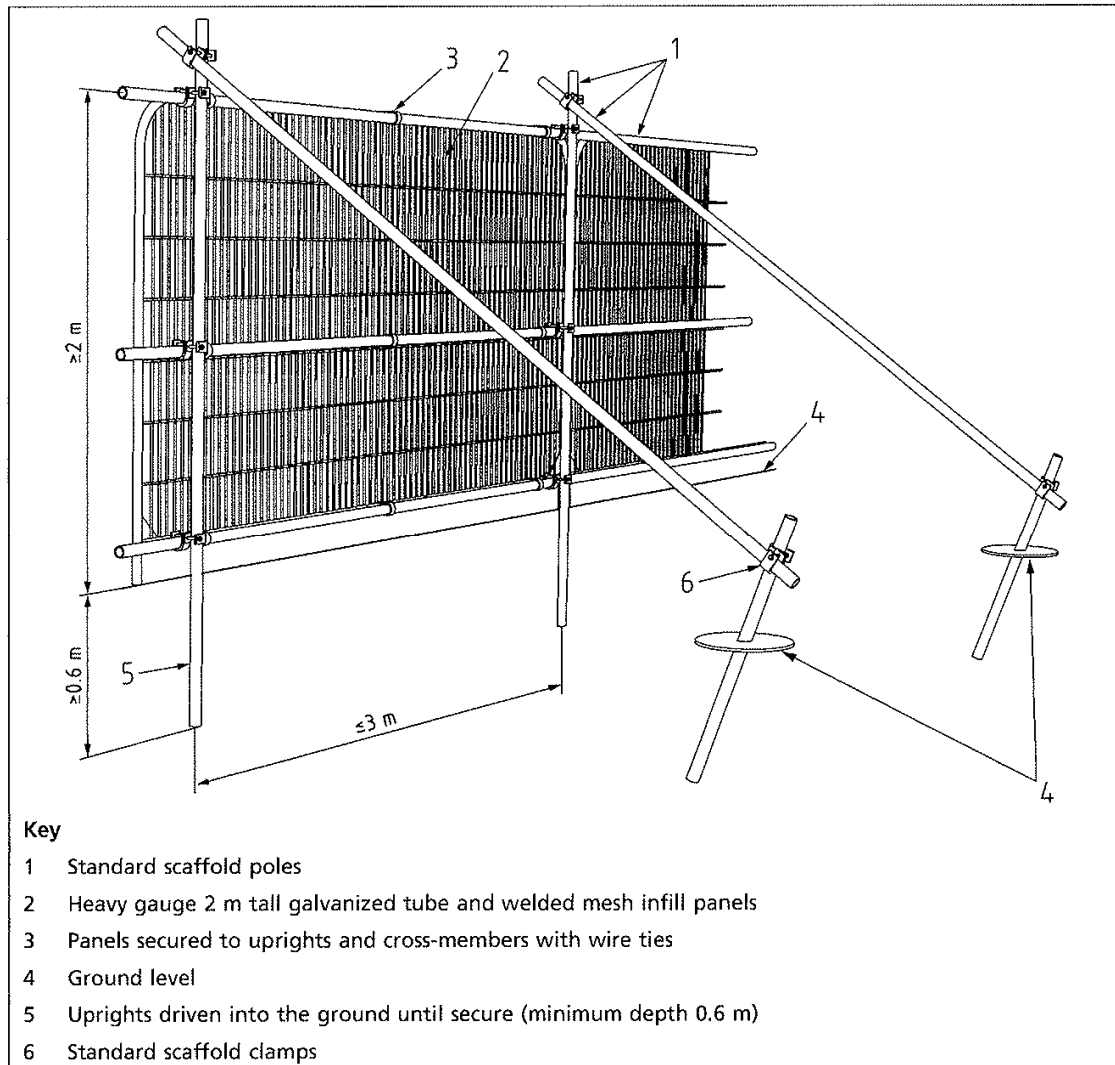 1
3
2
4
≥2 m
6
5
≥0.6 m
≤3 m
4
Key
1 Standard scaffold poles
2 Heavy gauge 2 m tall galvanized tube and welded mesh infill panels
3 Panels secured to uprights and cross-members with wire ties
4 Ground level
5 Uprights driven into the ground until secure (minimum depth 0.6 m)
6 Standard scaffold clamps